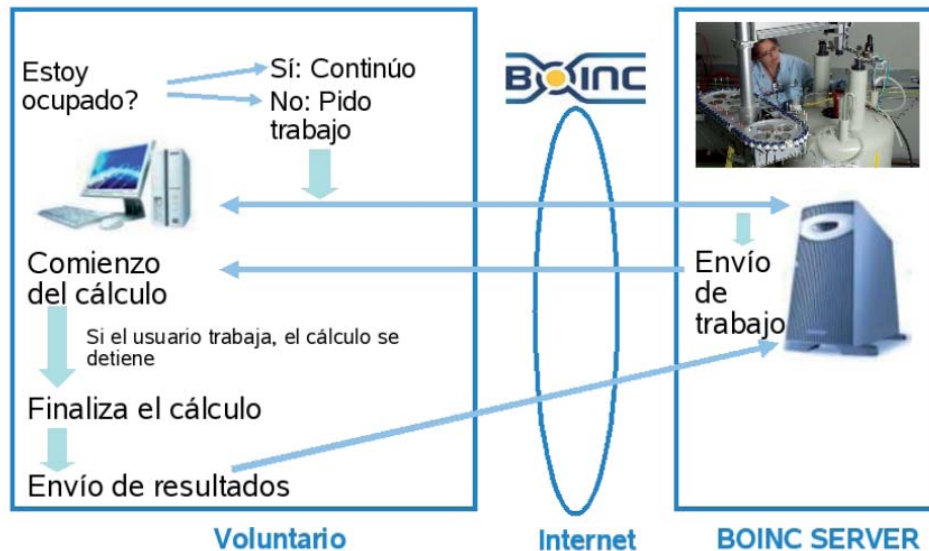 Estoy
ocupado?
Sí: Continúo
No: Pido
trabajo
BOINC
Comienzo
del cálculo
Si el usuario trabaja, el cálculo se
detiene
Finaliza el cálculo
Envío de resultados
Envío
de
trabajo
Voluntario
Internet
BOINC SERVER